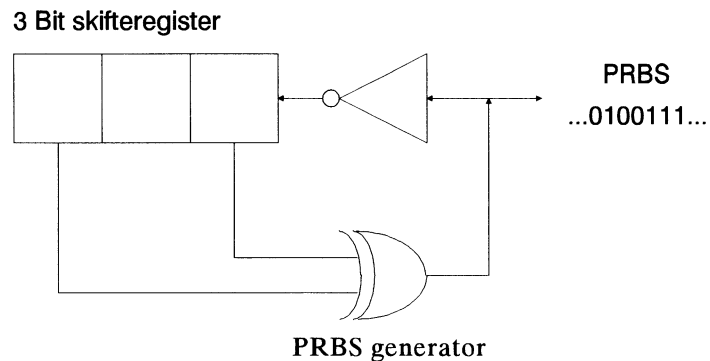 3 Bit skifteregister
PRBS
...0100111...
PRBS generator